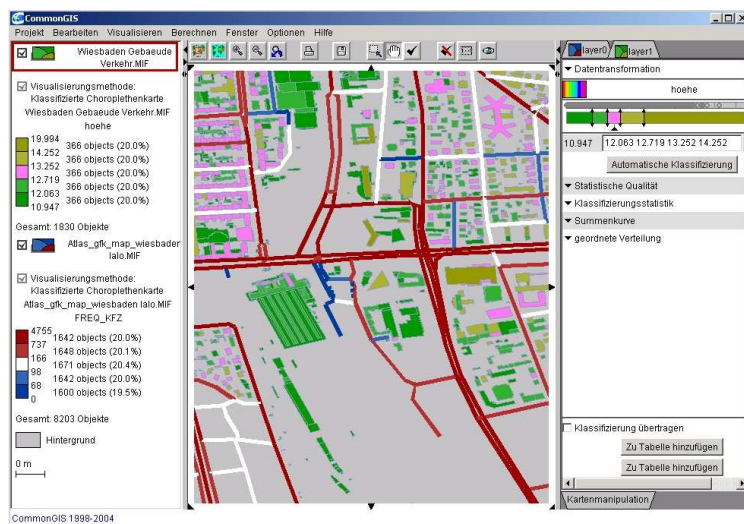 CommonGIS
Projekt Bearbeiten Visualisieren Berechnen Fenster Optionen Hilfe
Wiesbaden Gebaeude
Verkehr.MIF
Visualisierungsmethode:
Klassifizierte Choroplethenkarte
Wiesbaden Gebaeude Verkehr.MIF
hoehe
19.994
366 objects (20.0%)
14.252
366 objects (20.0%)
13.252
366 objects (20.0%)
12.719
366 objects (20.0%)
12.063
366 objects (20.0%)
10.947
Gesamt: 1830 Objekte
Atlas_gfk_map_wiesbaden
lalo.MIF
Visualisierungsmethode:
Klassifizierte Choroplethenkarte
Atlas_gfk_map_wiesbaden lalo.MIF
FREQ_KFZ
4755
1642 objects (20.0%)
737
1648 objects (20.1%)
166
1671 objects (20.4%)
98
1642 objects (20.0%)
68
1600 objects (19.5%)
0
Gesamt: 8203 Objekte
Hintergrund
0 m
CommonGIS 1998-2004
layer0 layer1
Datentransformation
hoehe
10.947 12.063 12.719 13.252 14.252
Automatische Klassifizierung
Statistische Qualität
Klassifizierungsstatistik
Summenkurve
geordnete Verteilung
Klassifizierung übertragen
Zu Tabelle hinzufügen
Zu Tabelle hinzufügen
Kartenmanipulation